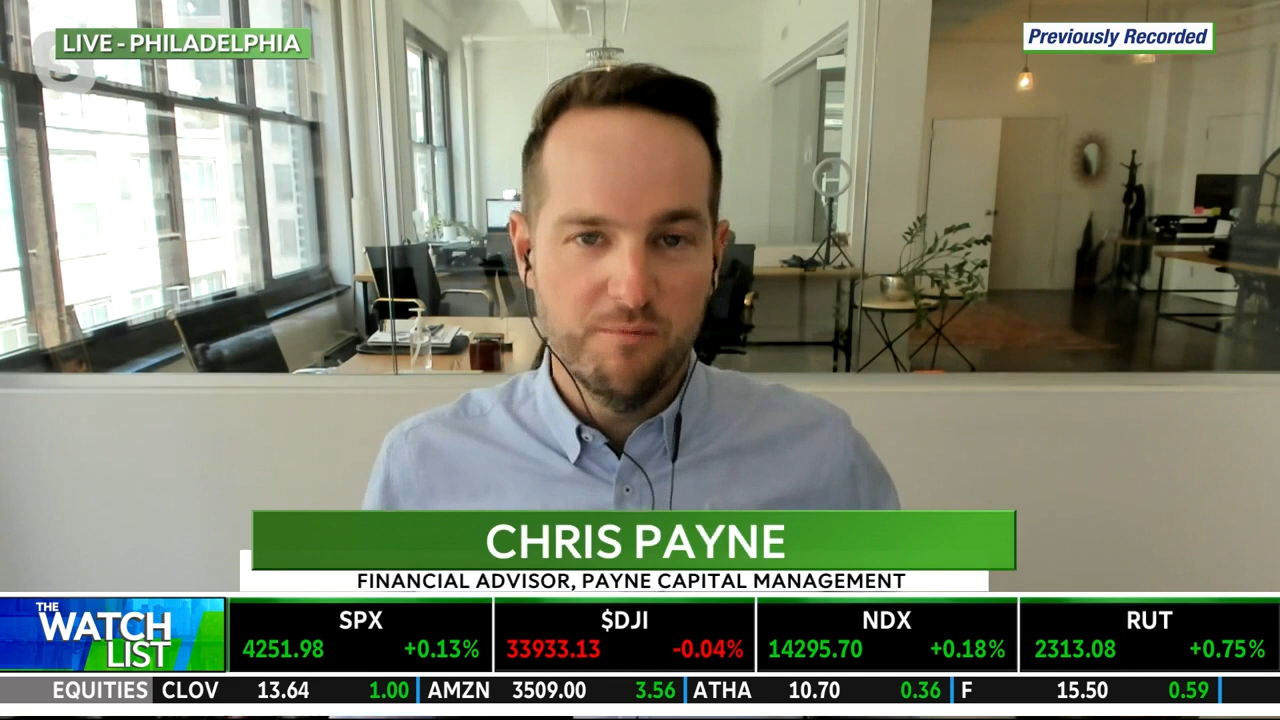 LIVE - PHILADELPHIA
Previously Recorded
CHRIS PAYNE
FINANCIAL ADVISOR, PAYNE CAPITAL MANAGEMENT
THE
WATCH
LIST
SPX
4251.98 +0.13%
$DJI
33933.13 -0.04%
NDX
14295.70 +0.18%
RUT
2313.08 +0.75%
EQUITIES CLOV 13.64 1.00 AMZN 3509.00 3.56 ATHA 10.70 0.36 F 15.50 0.59